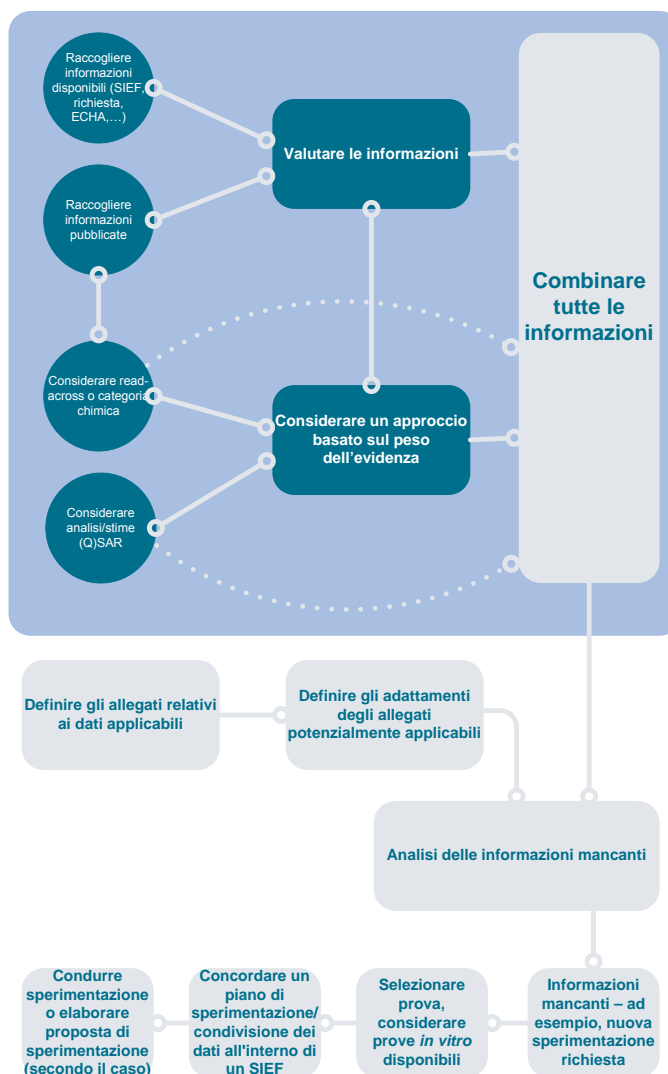 Raccogliere
informazioni
disponibili (SIEF,
richiesta,
ECHA,…)
Valutare le informazioni
Raccogliere
informazioni
pubblicate
Combinare
tutte le
informazioni
Considerare read-
across o categoria
chimica
Considerare un approccio
basato sul peso
dell’evidenza
Considerare
analisi/stime
(Q)SAR
Definire gli allegati relativi
ai dati applicabili
Definire gli adattamenti
degli allegati
potenzialmente applicabili
Analisi delle informazioni mancanti
Condurre
sperimentazione
o elaborare
proposta di
sperimentazione
(secondo il caso)
Concordare un
piano di
sperimentazione/
condivisione dei
dati all'interno di
un SIEF
Selezionare
prova,
considerare
prove in vitro
disponibili
Informazioni
mancanti – ad
esempio, nuova
sperimentazione
richiesta